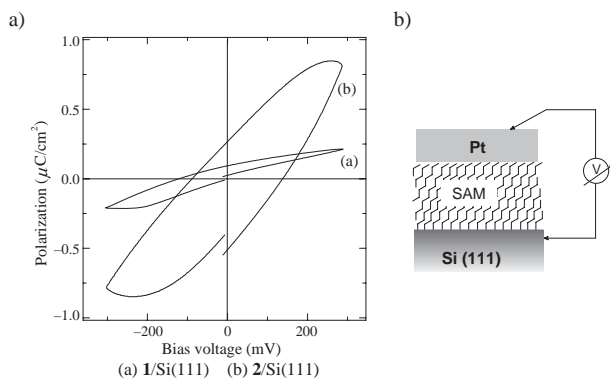 a)
b)
Polarization (μC/cm²)
1.0
0.5
0.0
−0.5
−1.0
(b)
(a)
−200
0
200
Bias voltage (mV)
(a) 1/Si(111) (b) 2/Si(111)
Pt
SAM
V
Si (111)